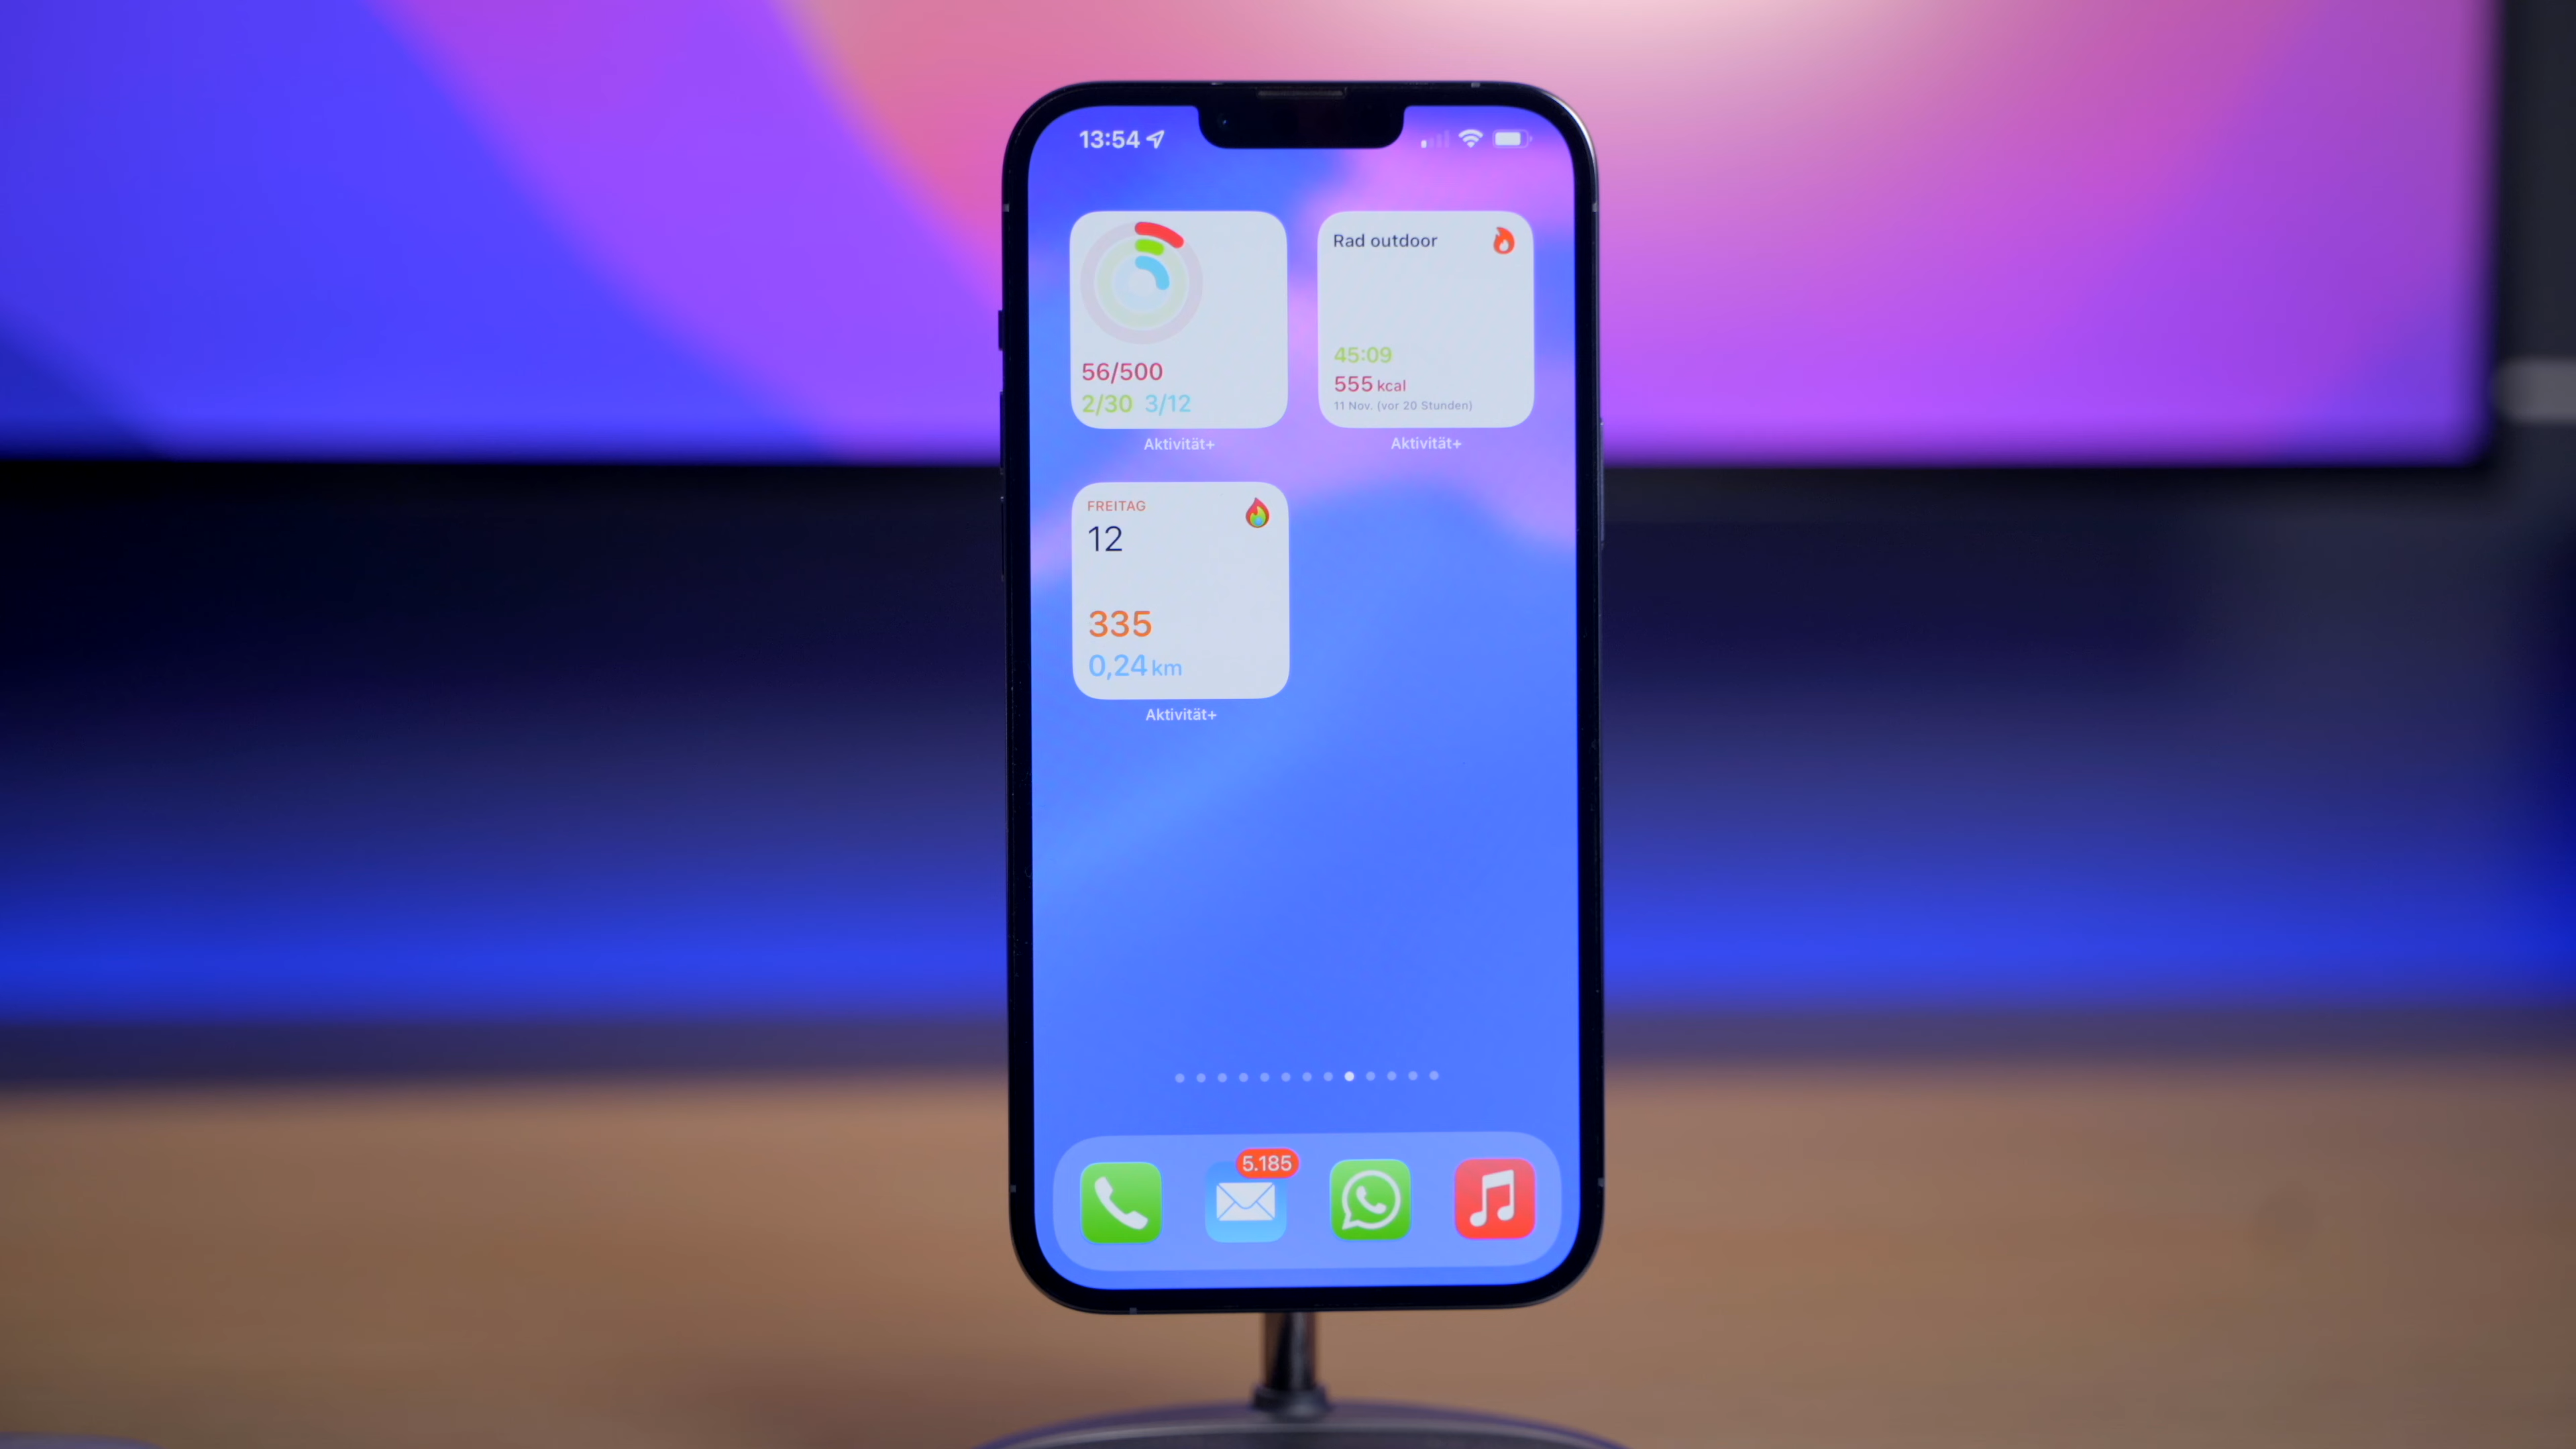 13:54
56/500
2/30 3/12
Aktivität+
Rad outdoor
45:09
555 kcal
11 Nov. (vor 20 Stunden)
Aktivität+
FREITAG
12
335
0,24 km
Aktivität+
5.185